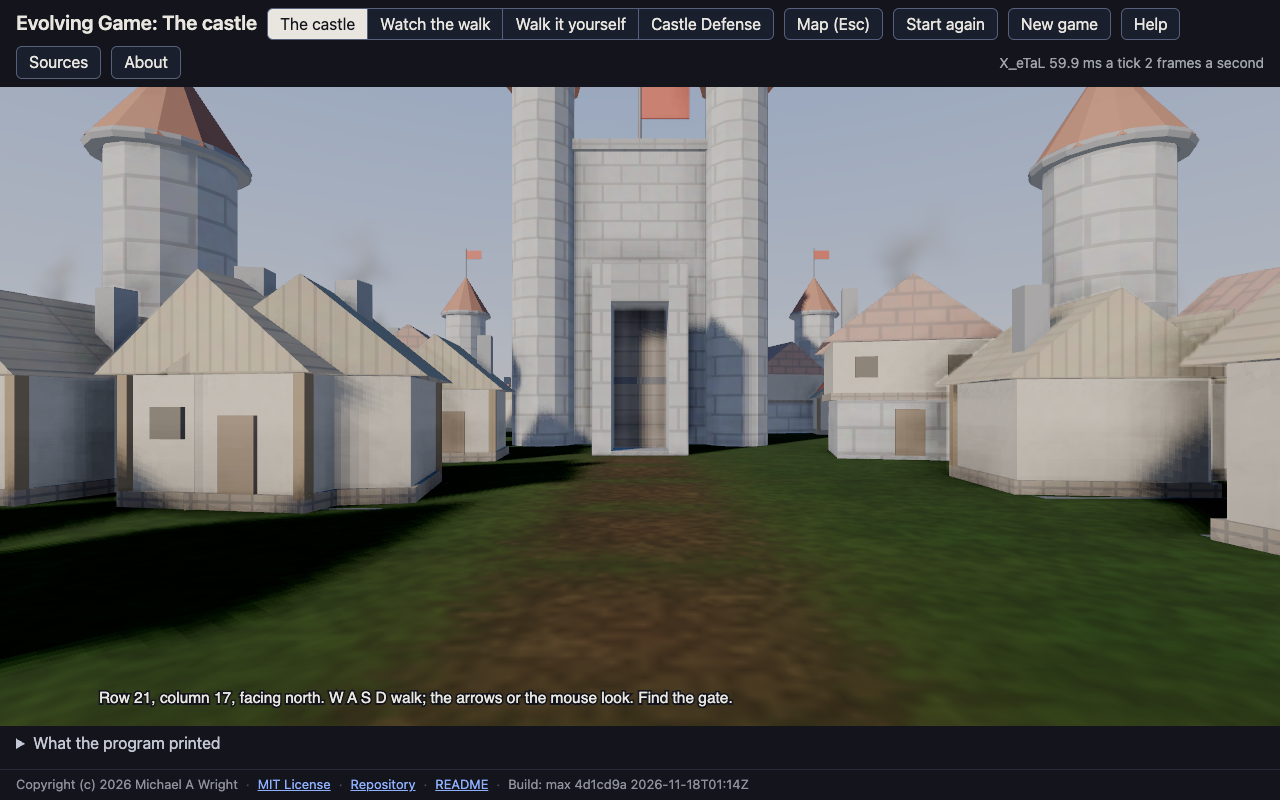 Evolving Game: The castle The castle Watch the walk Walk it yourself Castle Defense Map (Esc) Start again New game Help
Sources About X_eTaL 59.9 ms a tick 2 frames a second
Row 21, column 17, facing north. W A S D walk; the arrows or the mouse look. Find the gate.
What the program printed
Copyright (c) 2026 Michael A Wright · MIT License · Repository · README · Build: max 4d1cd9a 2026-11-18T01:14Z